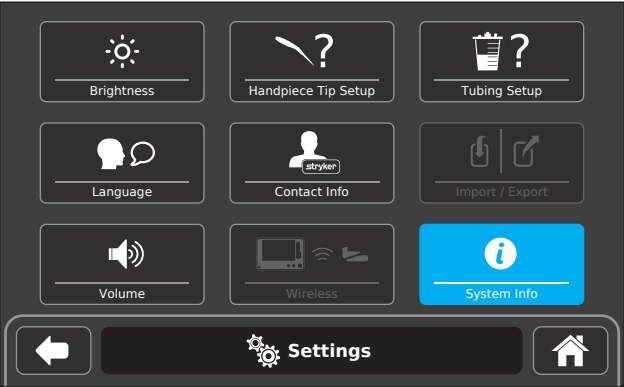 ?
?
Brightness
Handpiece Tip Setup
Tubing Setup
stryker
Language
Contact Info
Import / Export
i
Volume
Wireless
System Info
Settings